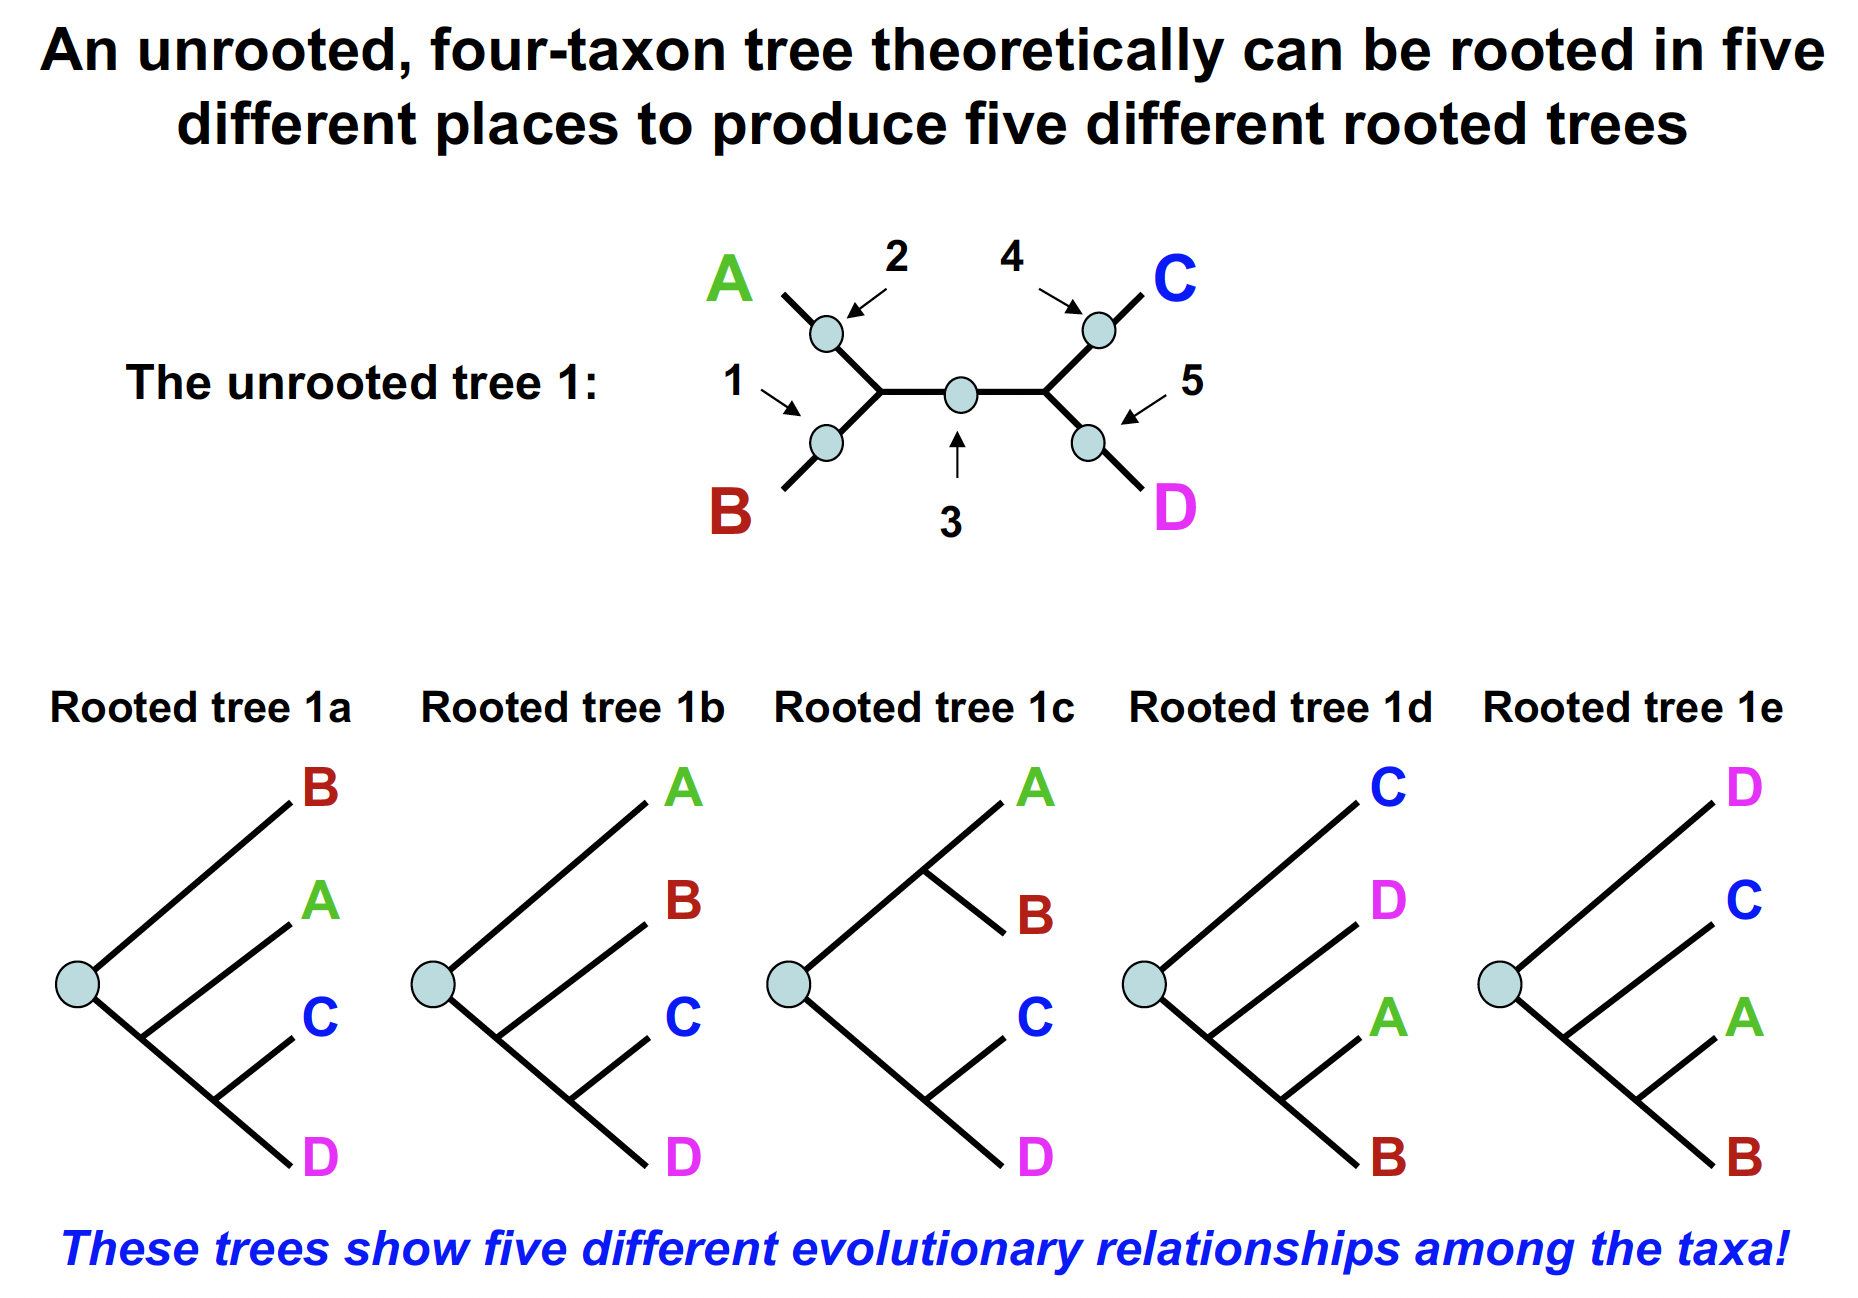 An unrooted, four-taxon tree theoretically can be rooted in five
different places to produce five different rooted trees
2 4
A C
The unrooted tree 1:
1 5
B D
3
Rooted tree 1a Rooted tree 1b Rooted tree 1c Rooted tree 1d Rooted tree 1e
B A A C D
A B B D C
C C C A A
D D D B B
These trees show five different evolutionary relationships among the taxa!